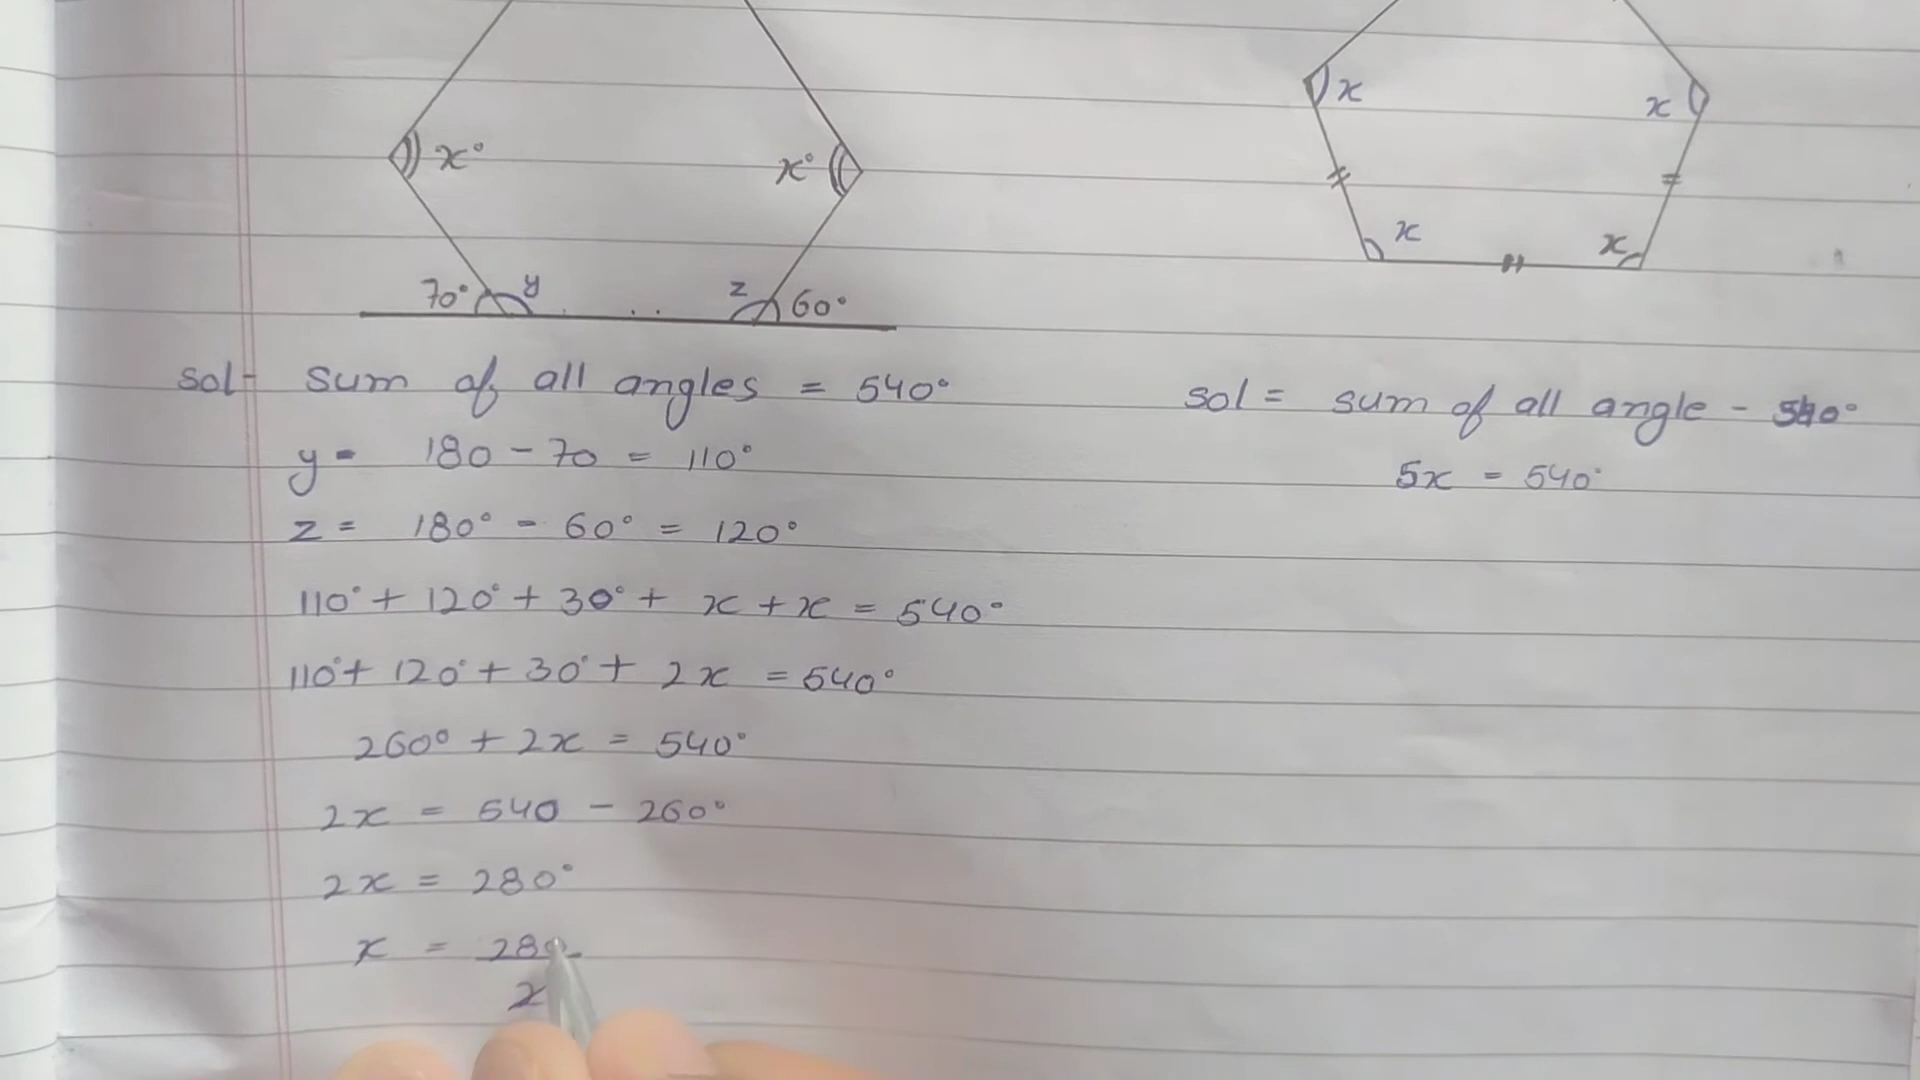 x° x°
70° y z 60°
sol- sum of all angles = 540°
y = 180 - 70 = 110°
z = 180° - 60° = 120°
110° + 120° + 30° + x + x = 540°
110° + 120° + 30° + 2x = 540°
260° + 2x = 540°
2x = 540 - 260°
2x = 280°
x = 280
2
x x
x x
sol = sum of all angle - 540°
5x = 540°